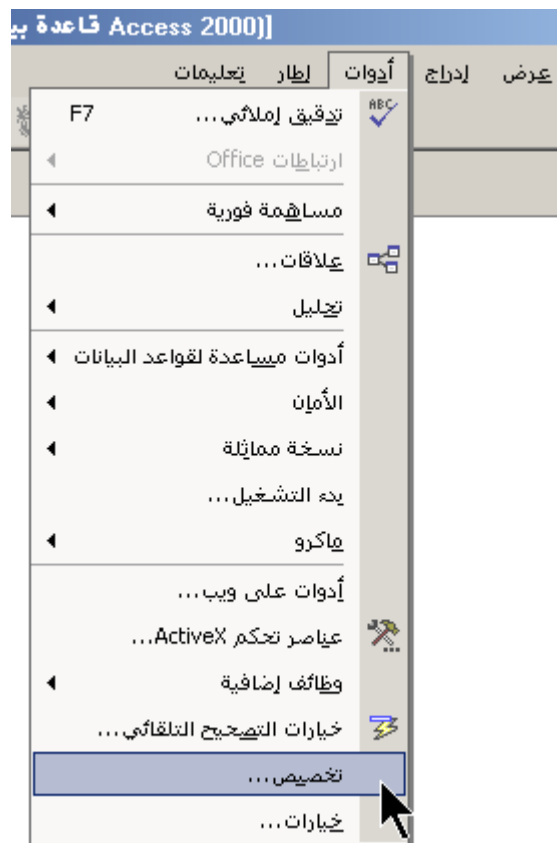 Access 2000)] قاعدة
عرض إدراج أدوات إطار تعليمات
تدقيق إملائي... F7
ارتباطات Office
مساهمة فورية
علاقات...
تحليل
أدوات مساعدة لقواعد البيانات
الأمان
نسخة مماثلة
بدء التشغيل...
ماكرو
أدوات على ويب...
عناصر تحكم ActiveX...
وظائف إضافية
خيارات التصحيح التلقائي...
تخصيص...
خيارات...